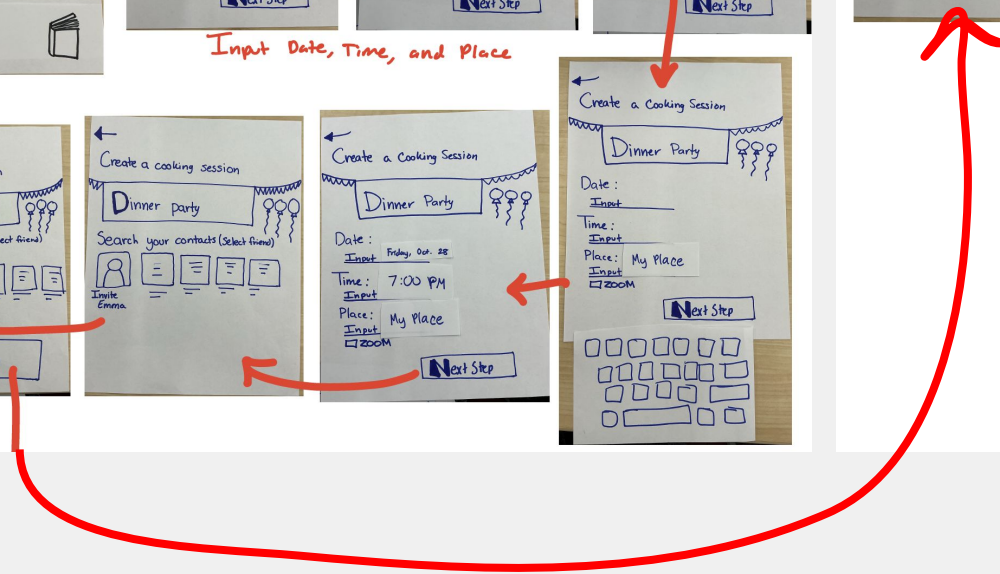 Next Step
Next Step
Next Step
Input Date, Time, and Place
Create a Cooking Session
Dinner Party
Date:
Input
Time:
Input
Place: My Place
Input
ZOOM
Next Step
Create a Cooking Session
Dinner Party
Date:
Input Friday, Oct. 28
Time: 7:00 PM
Input
Place: My Place
Input
ZOOM
Next Step
Create a cooking session
Dinner party
Search your contacts (Select friend)
Invite
Emma
ect friend)